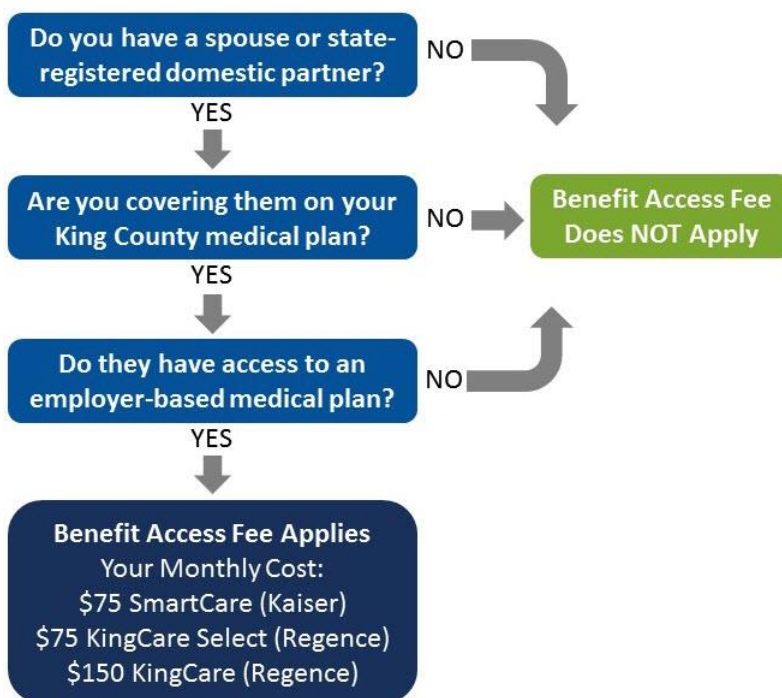 Do you have a spouse or state-
registered domestic partner?
NO
YES
Are you covering them on your
King County medical plan?
NO
Benefit Access Fee
Does NOT Apply
YES
Do they have access to an
employer-based medical plan?
NO
YES
Benefit Access Fee Applies
Your Monthly Cost:
$75 SmartCare (Kaiser)
$75 KingCare Select (Regence)
$150 KingCare (Regence)